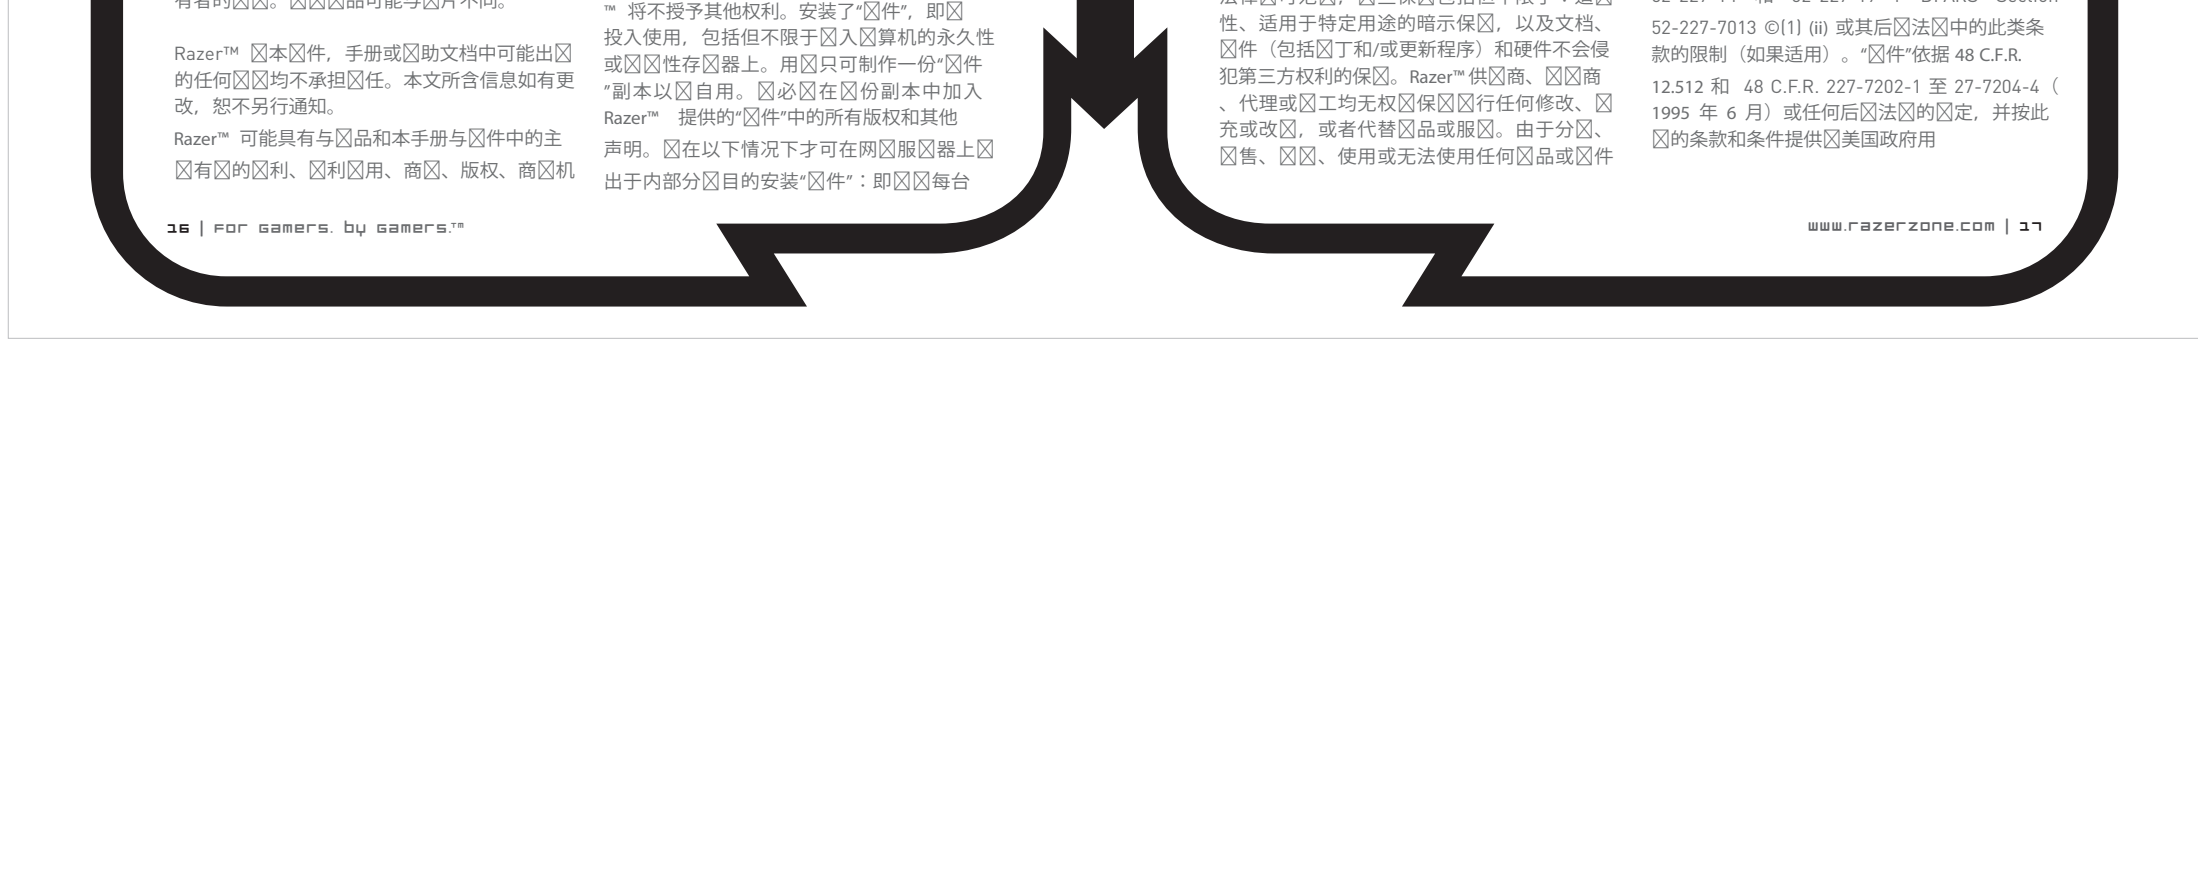 有者的☒☒。☒☒☒品可能与☒片不同。
Razer™ ☒本☒件，手册或☒助文档中可能出☒
的任何☒☒均不承担☒任。本文所含信息如有更
改，恕不另行通知。
Razer™ 可能具有与☒品和本手册与☒件中的主
☒有☒的☒利、☒利☒用、商☒、版权、商☒机
16 | For Gamers. by Gamers.™
™ 将不授予其他权利。安装了“☒件”，即☒
投入使用，包括但不限于☒入☒算机的永久性
或☒☒性存☒器上。用☒只可制作一份“☒件
”副本以☒自用。☒必☒在☒份副本中加入
Razer™ 提供的“☒件”中的所有版权和其他
声明。☒在以下情况下才可在网☒服☒器上☒
出于内部分☒目的安装“☒件”：即☒☒每台
性、适用于特定用途的暗示保☒，以及文档、
☒件（包括☒丁和/或更新程序）和硬件不会侵
犯第三方权利的保☒。Razer™ 供☒商、☒☒商
、代理或☒工均无权☒保☒☒行任何修改、☒
充或改☒，或者代替☒品或服☒。由于分☒、
☒售、☒☒、使用或无法使用任何☒品或☒件
52-227-7013 ©(1) (ii) 或其后☒法☒中的此类条
款的限制（如果适用）。“☒件”依据 48 C.F.R.
12.512 和 48 C.F.R. 227-7202-1 至 27-7204-4（
1995 年 6 月）或任何后☒法☒的☒定，并按此
☒的条款和条件提供☒美国政府用
www.razerzone.com | 17